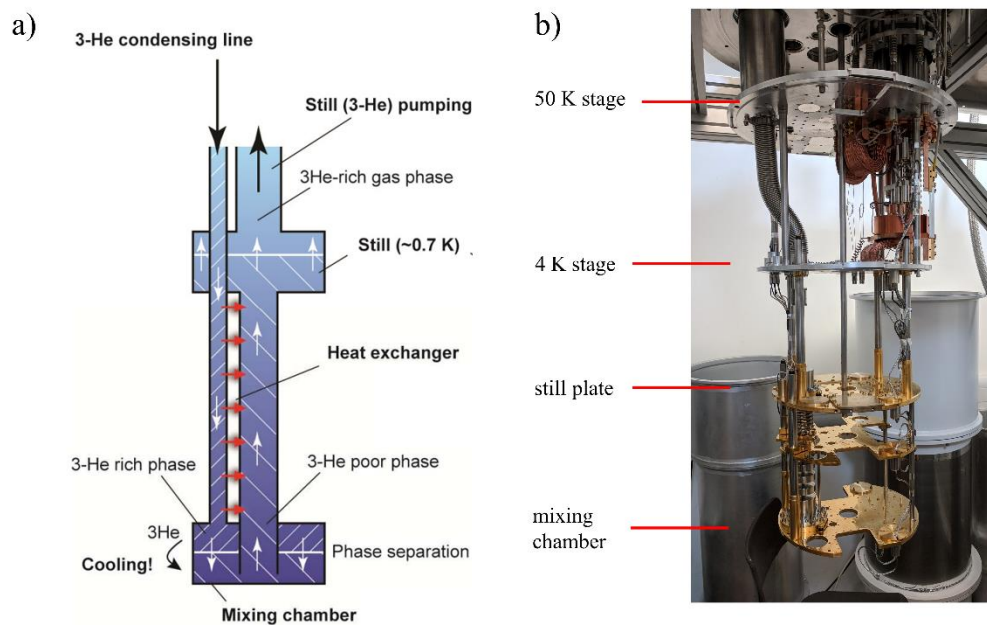 a)
3-He condensing line
Still (3-He) pumping
3He-rich gas phase
Still (~0.7 K)
Heat exchanger
3-He rich phase
3-He poor phase
3He
Cooling!
Phase separation
Mixing chamber
b)
50 K stage
4 K stage
still plate
mixing
chamber